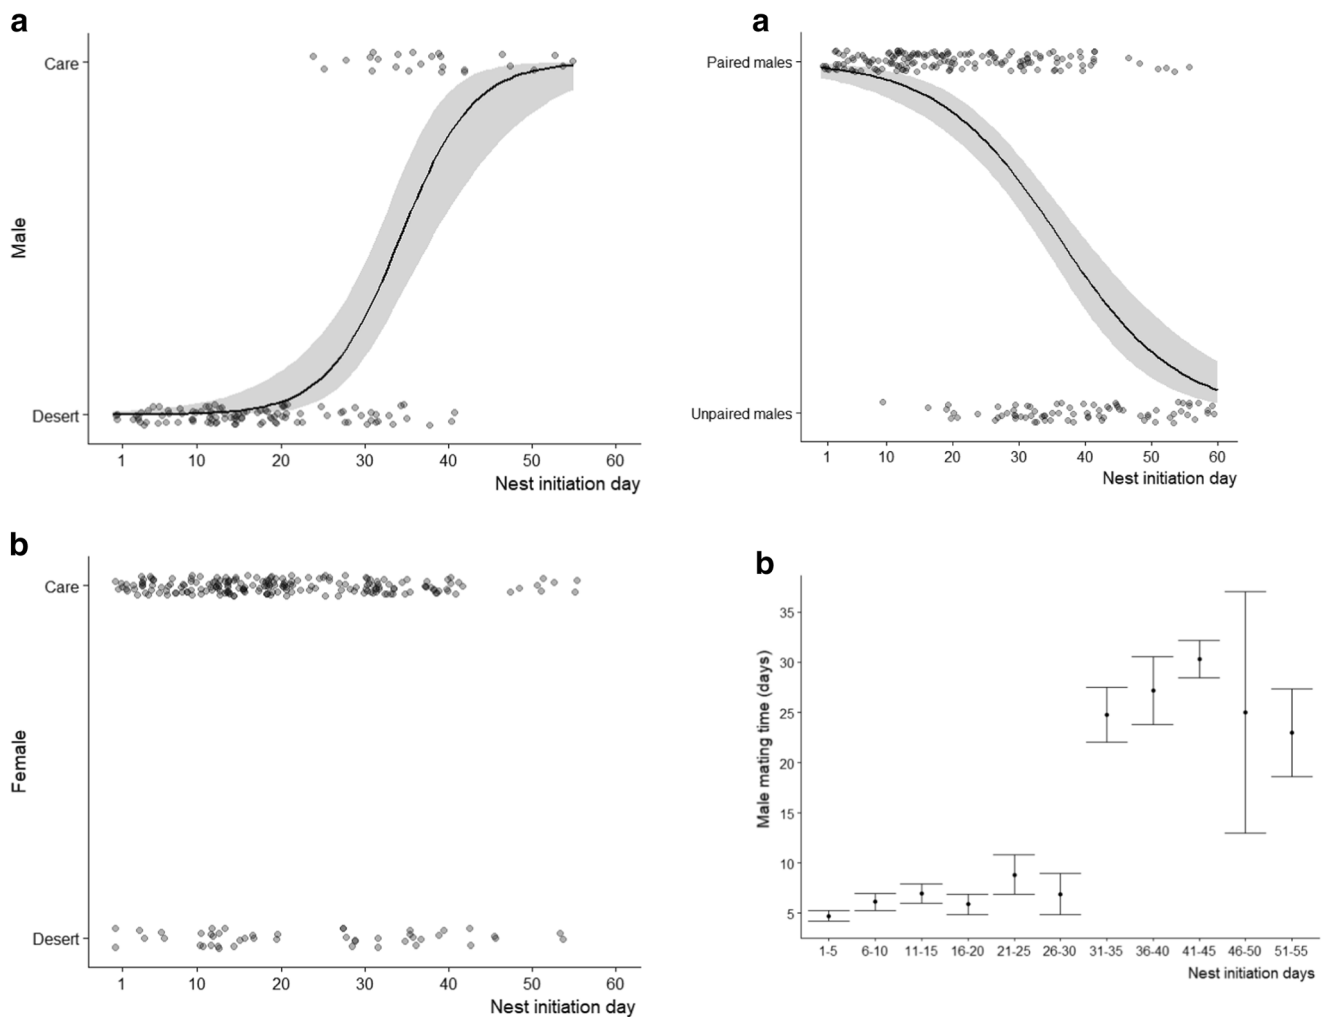 a
Care
Male
Desert
1 10 20 30 40 50 60
Nest initiation day
a
Paired males
Unpaired males
1 10 20 30 40 50 60
Nest initiation day
b
Care
Female
Desert
1 10 20 30 40 50 60
Nest initiation day
b
Male mating time (days)
35
30
25
20
15
10
5
1-5 6-10 11-15 16-20 21-25 26-30 31-35 36-40 41-45 46-50 51-55
Nest initiation days